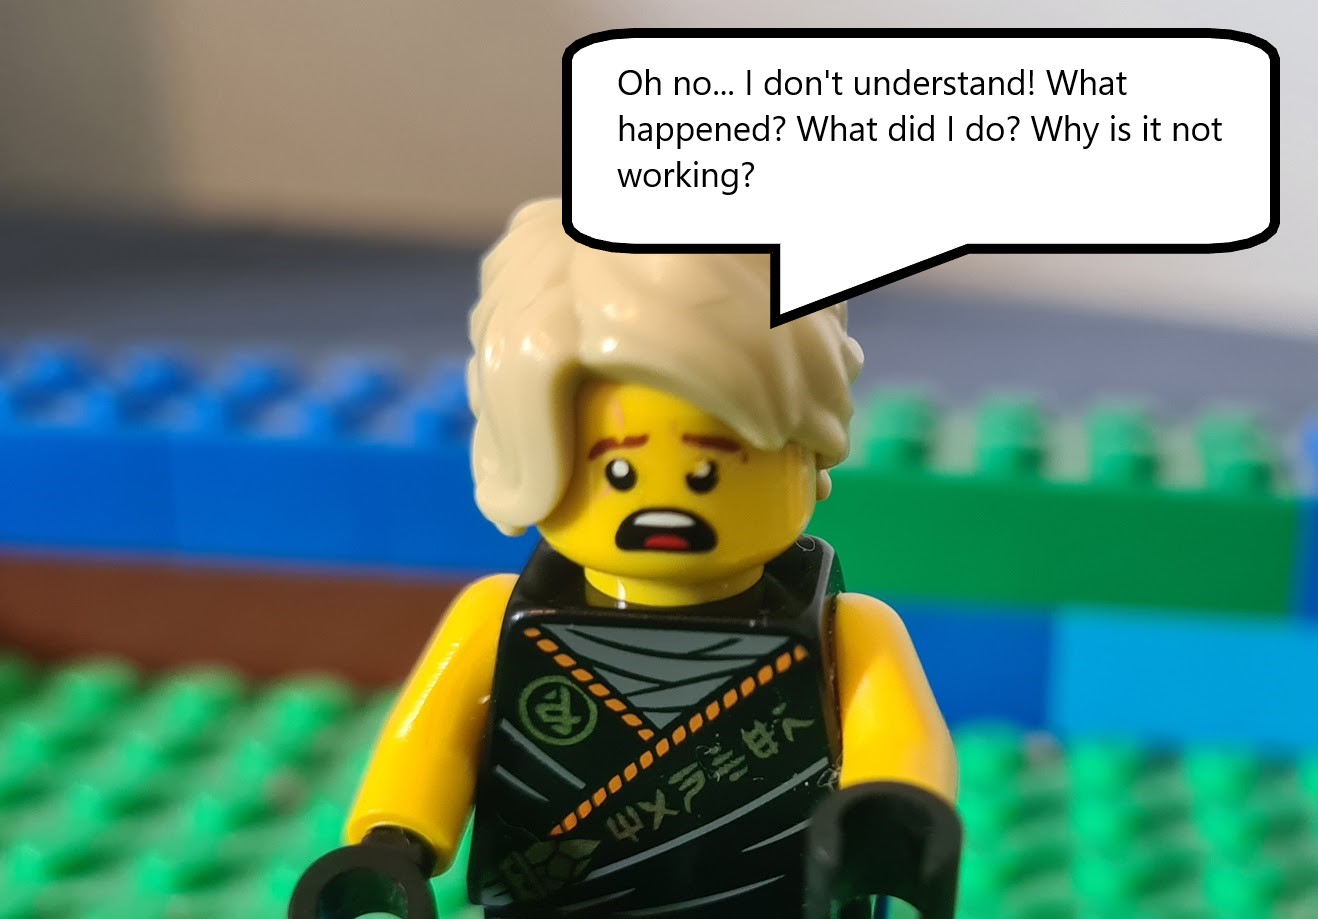 Oh no... I don't understand! What
happened? What did I do? Why is it not
working?